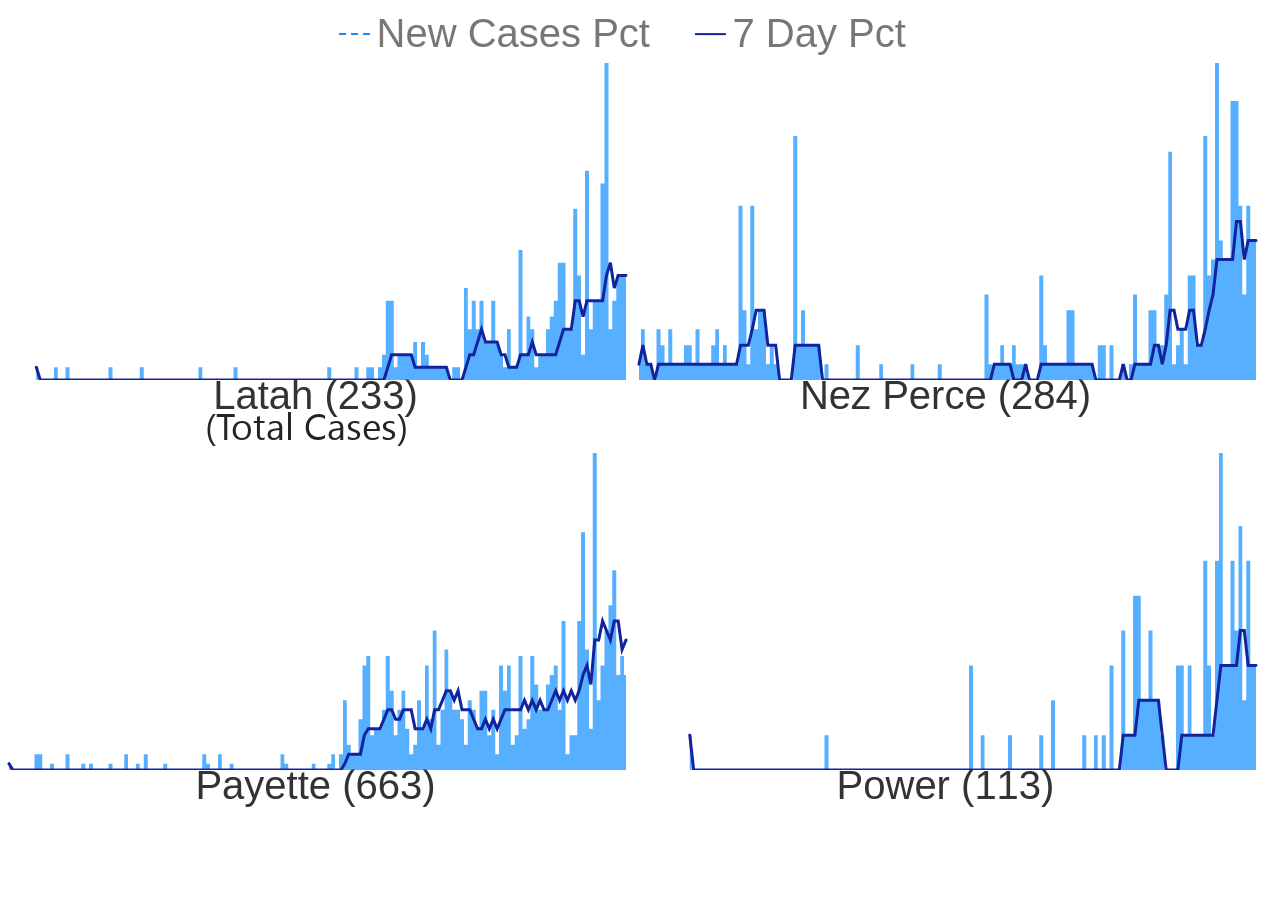 New Cases Pct 7 Day Pct
Latah (233) Nez Perce (284)
(Total Cases)
Payette (663) Power (113)